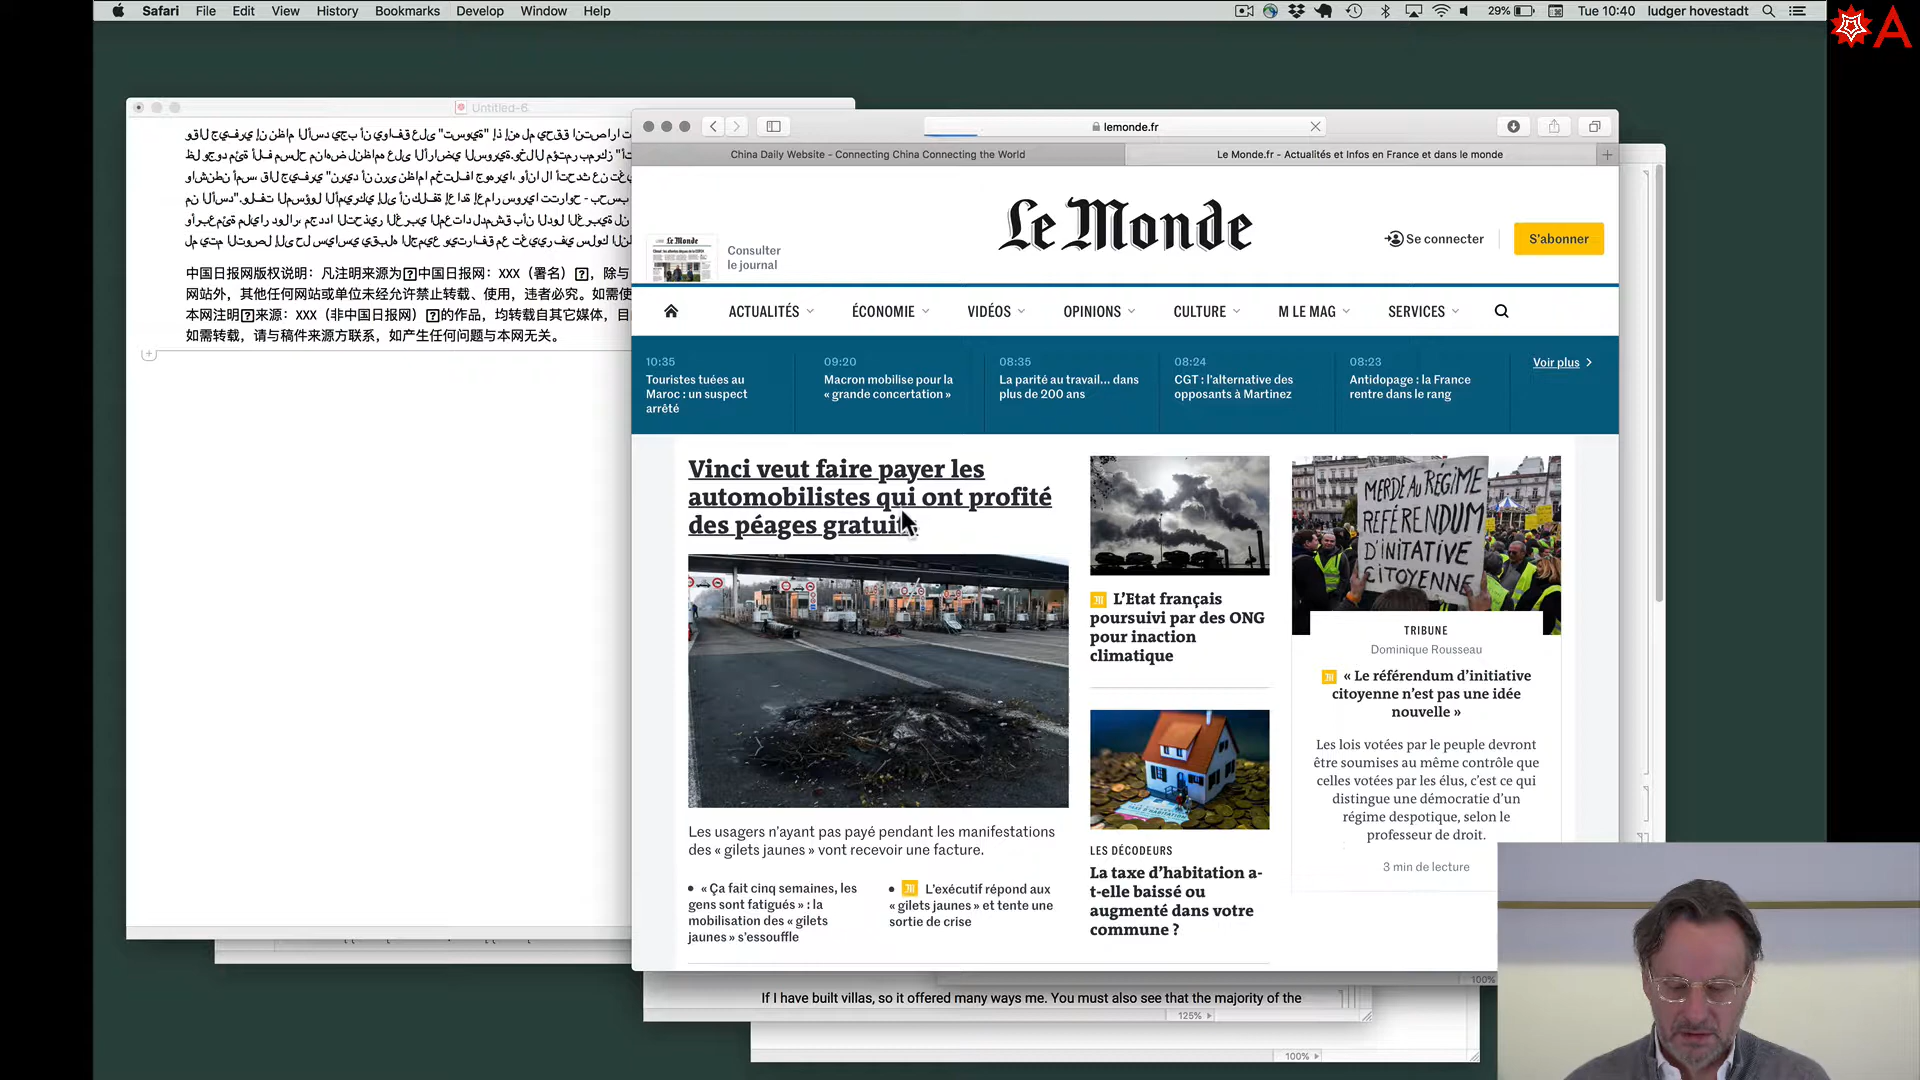 Safari File Edit View History Bookmarks Develop Window Help
29% Tue 10:40 ludger hovestadt
A
Untitled-6
中国日报网版权说明：凡注明来源为
中国日报网：XXX（署名）
，除与
网站外，其他任何网站或单位未经允许禁止转载、使用，违者必究。如需使
本网注明
来源：XXX（非中国日报网）
的作品，均转载自其它媒体，目
如需转载，请与稿件来源方联系，如产生任何问题与本网无关。
lemonde.fr
China Daily Website - Connecting China Connecting the World
Le Monde.fr - Actualités et Infos en France et dans le monde
Le Monde
Consulter
le journal
Le Monde
Se connecter
S'abonner
ACTUALITÉS ÉCONOMIE VIDÉOS OPINIONS CULTURE M LE MAG SERVICES
10:35
Touristes tuées au
Maroc : un suspect
arrêté
09:20
Macron mobilise pour la
« grande concertation »
08:35
La parité au travail... dans
plus de 200 ans
08:24
CGT : l'alternative des
opposants à Martinez
08:23
Antidopage : la France
rentre dans le rang
Voir plus
Vinci veut faire payer les
automobilistes qui ont profité
des péages gratuits
Les usagers n'ayant pas payé pendant les manifestations
des « gilets jaunes » vont recevoir une facture.
• « Ça fait cinq semaines, les
gens sont fatigués » : la
mobilisation des « gilets
jaunes » s'essouffle
• L'exécutif répond aux
« gilets jaunes » et tente une
sortie de crise
L'Etat français
poursuivi par des ONG
pour inaction
climatique
LES DÉCODEURS
La taxe d'habitation a-
t-elle baissé ou
augmenté dans votre
commune ?
MERDE AU RÉGIME
REFÉRENDUM
D'INITATIVE
CITOYENNE
TRIBUNE
Dominique Rousseau
« Le référendum d'initiative
citoyenne n'est pas une idée
nouvelle »
Les lois votées par le peuple devront
être soumises au même contrôle que
celles votées par les élus, c'est ce qui
distingue une démocratie d'un
régime despotique, selon le
professeur de droit.
3 min de lecture
100%
If I have built villas, so it offered many ways me. You must also see that the majority of the
125%
100%